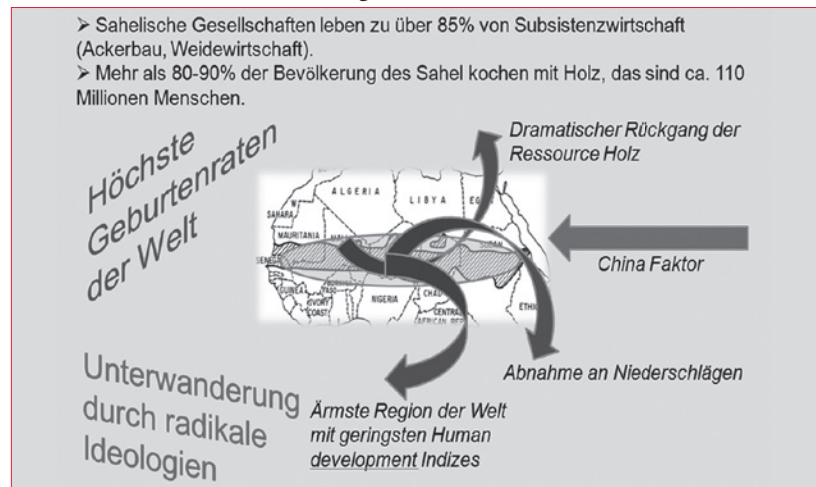 ➢ Sahelische Gesellschaften leben zu über 85% von Subsistenzwirtschaft
(Ackerbau, Weidewirtschaft).
➢ Mehr als 80-90% der Bevölkerung des Sahel kochen mit Holz, das sind ca. 110
Millionen Menschen.
Höchste
Geburtenraten
der Welt
Dramatischer Rückgang der
Ressource Holz
ALGERIA
LIBYA
SAHARA
MAURITANIA
SUDAN
China Faktor
GUINEA
IVORY
COAST
NIGERIA
CHAD
CENTRAL
AFRICAN REP
Abnahme an Niederschlägen
Unterwanderung
durch radikale
Ideologien
Ärmste Region der Welt
mit geringsten Human
development Indizes